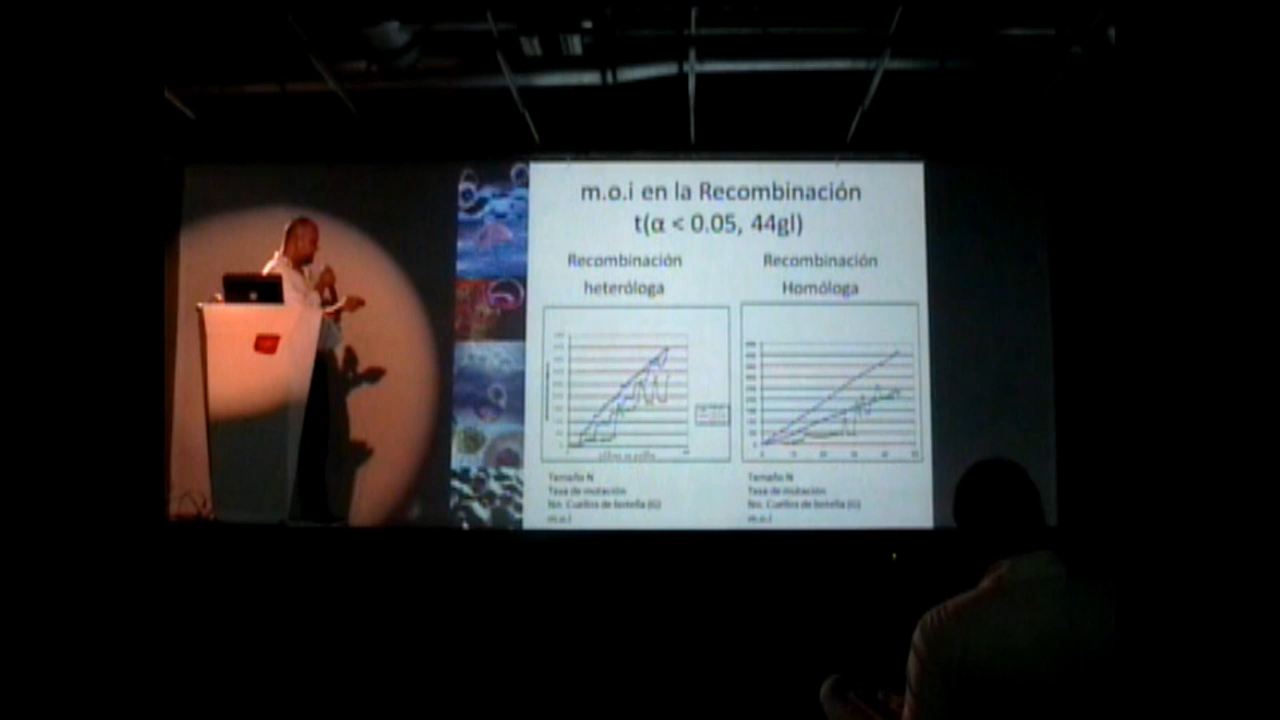 m.o.i en la Recombinación
t(α < 0.05, 44gl)
Recombinación
heteróloga
Recombinación
Homóloga
Tamaño N
Tasa de mutación
No. Cuellos de botella (G)
m.o.i
Tamaño N
Tasa de mutación
No. Cuellos de botella (G)
m.o.i